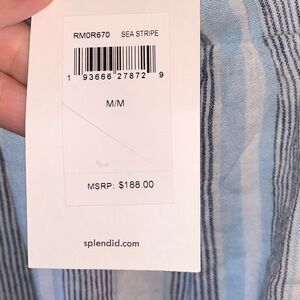 RM0R670 SEA STRIPE
1 93666 27872 9
M/M
MSRP: $188.00
splendid.com